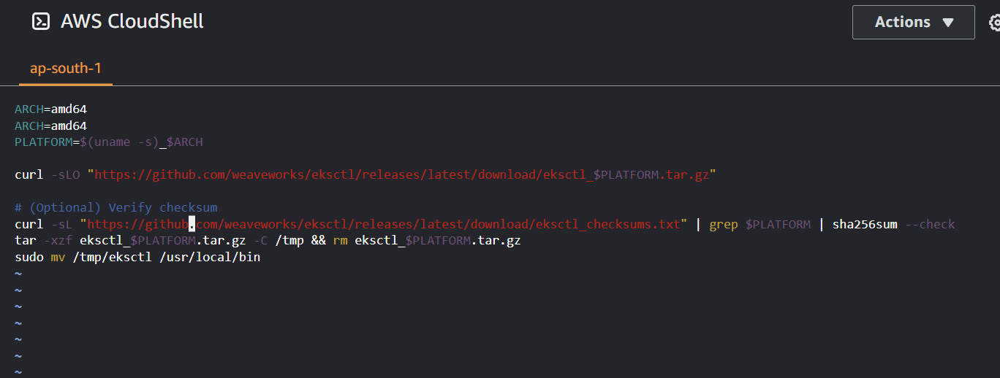 AWS CloudShell
Actions
ap-south-1
ARCH=amd64
ARCH=amd64
PLATFORM=$(uname -s)_$ARCH
curl -sLO "https://github.com/weaveworks/eksctl/releases/latest/download/eksctl_$PLATFORM.tar.gz"
# (Optional) Verify checksum
curl -sL "https://github.com/weaveworks/eksctl/releases/latest/download/eksctl_checksums.txt" | grep $PLATFORM | sha256sum --check
tar -xzf eksctl_$PLATFORM.tar.gz -C /tmp && rm eksctl_$PLATFORM.tar.gz
sudo mv /tmp/eksctl /usr/local/bin
~
~
~
~
~
~
~